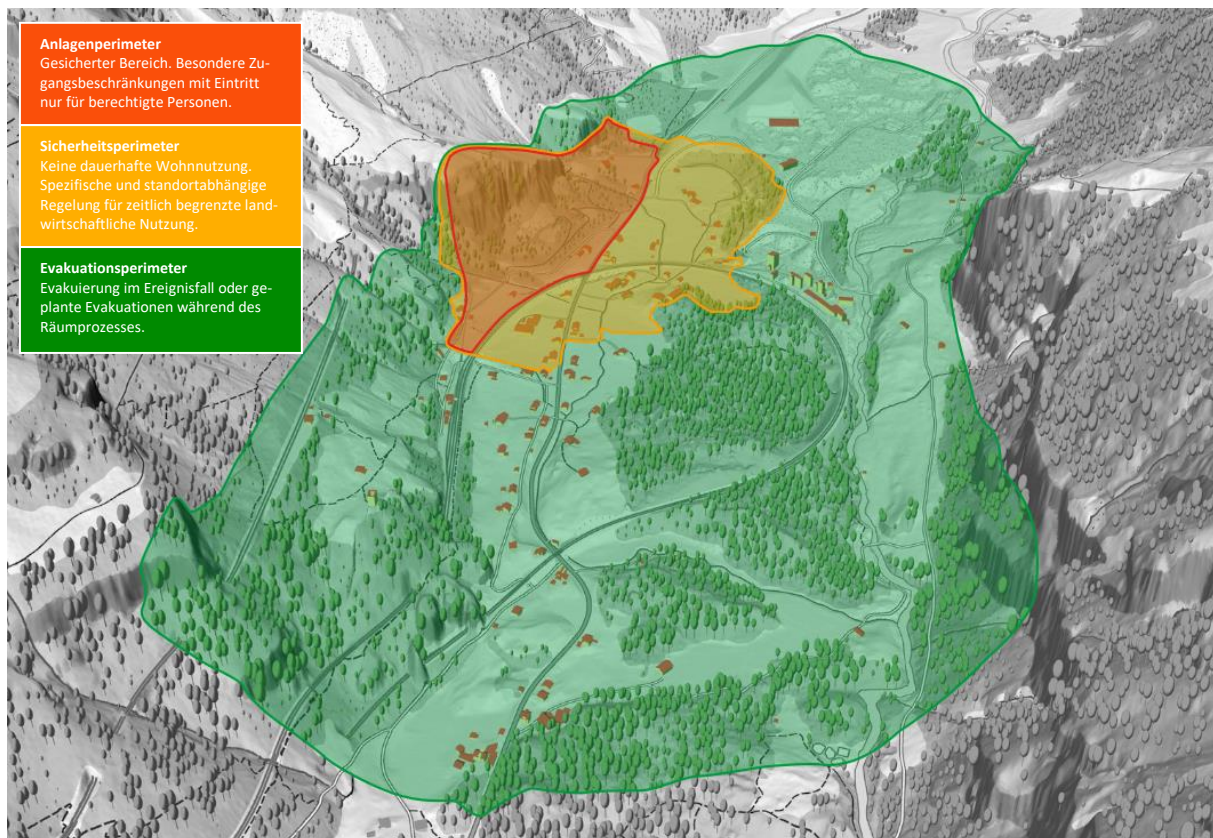 Anlagenperimeter
Gesicherter Bereich. Besondere Zu-
gangsbeschränkungen mit Eintritt
nur für berechtigte Personen.
Sicherheitsperimeter
Keine dauerhafte Wohnnutzung.
Spezifische und standortabhängige
Regelung für zeitlich begrenzte land-
wirtschaftliche Nutzung.
Evakuationsperimeter
Evakuierung im Ereignisfall oder ge-
plante Evakuationen während des
Räumprozesses.